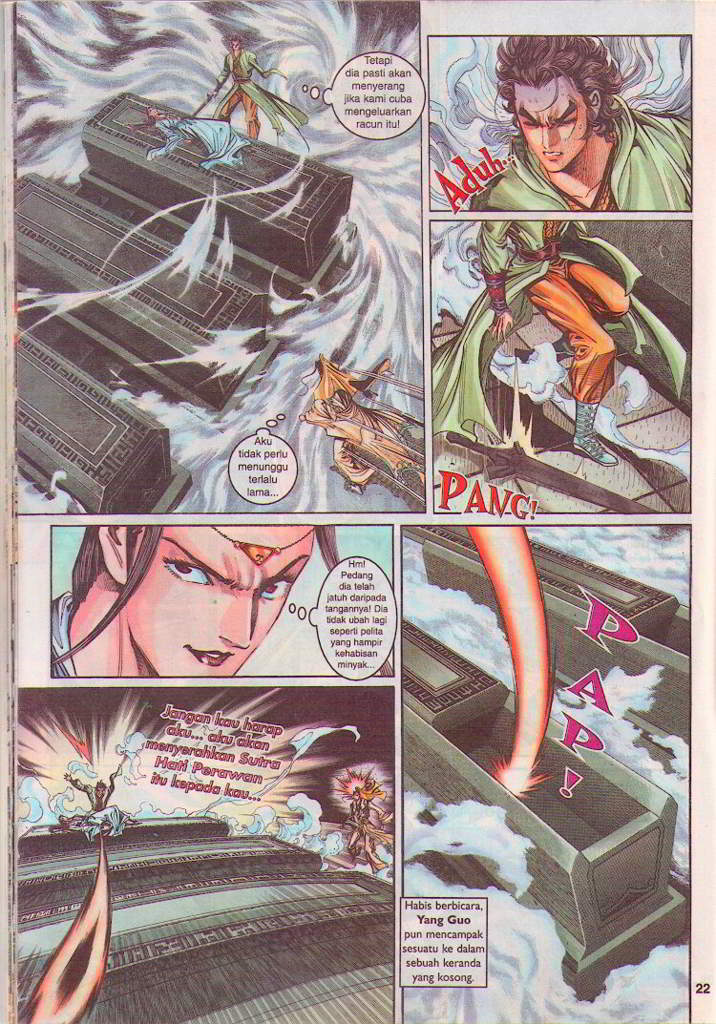 Tetapi
dia pasti akan
menyerang
jika kami cuba
mengeluarkan
racun itu!
Aku
tidak perlu
menunggu
terlalu
lama...
Aduh...
PANG!
Hm!
Pedang
dia telah
jatuh daripada
tangannya! Dia
tidak ubah lagi
seperti pelita
yang hampir
kehabisan
minyak...
Jangan kau harap
aku... aku akan
menyerahkan Sutra
Hati Perawan
itu kepada kau...
PAP!
Habis berbicara,
Yang Guo
pun mencampak
sesuatu ke dalam
sebuah keranda
yang kosong.
22